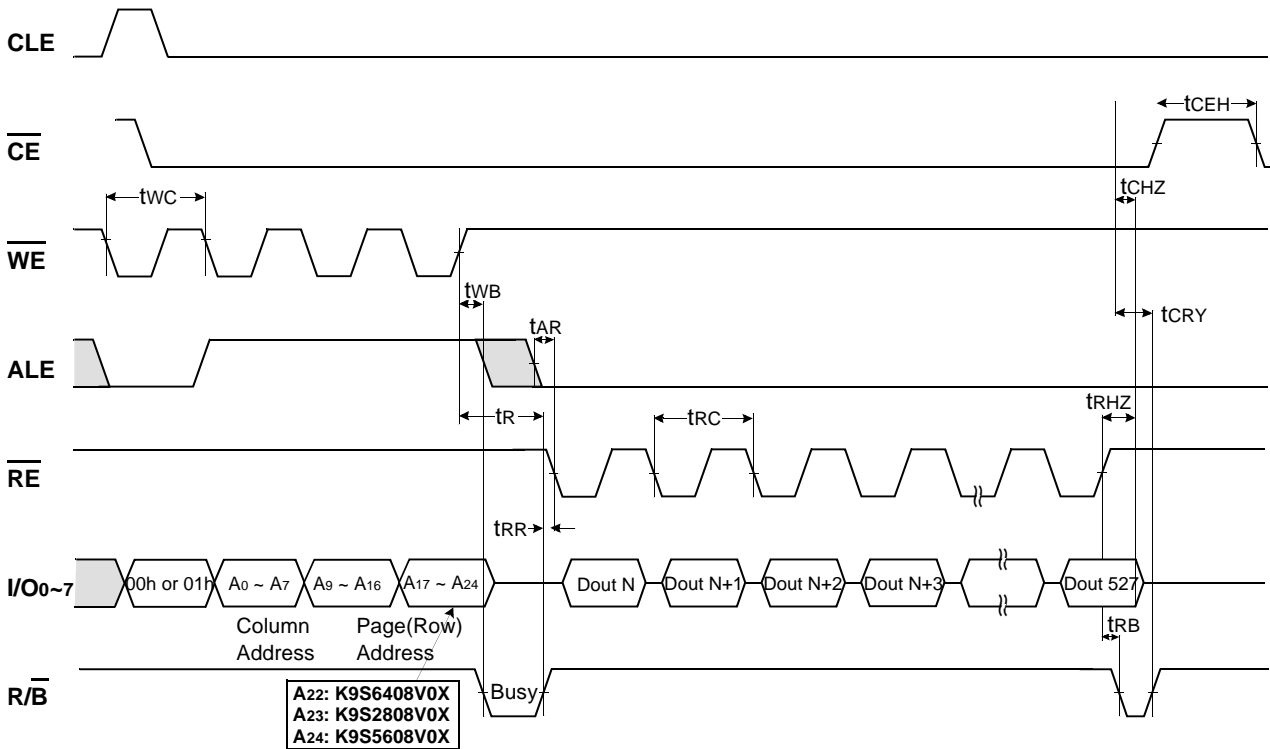 CLE
tCEH
CE
tCHZ
tWC
WE
tWB
tCRY
tAR
ALE
tRHZ
tR
tRC
RE
tRR
I/O0~7
00h or 01h
A0 ~ A7
A9 ~ A16
A17 ~ A24
Dout N
Dout N+1
Dout N+2
Dout N+3
Dout 527
Column
Address
Page(Row)
Address
tRB
R/B
Busy
A22: K9S6408V0X
A23: K9S2808V0X
A24: K9S5608V0X